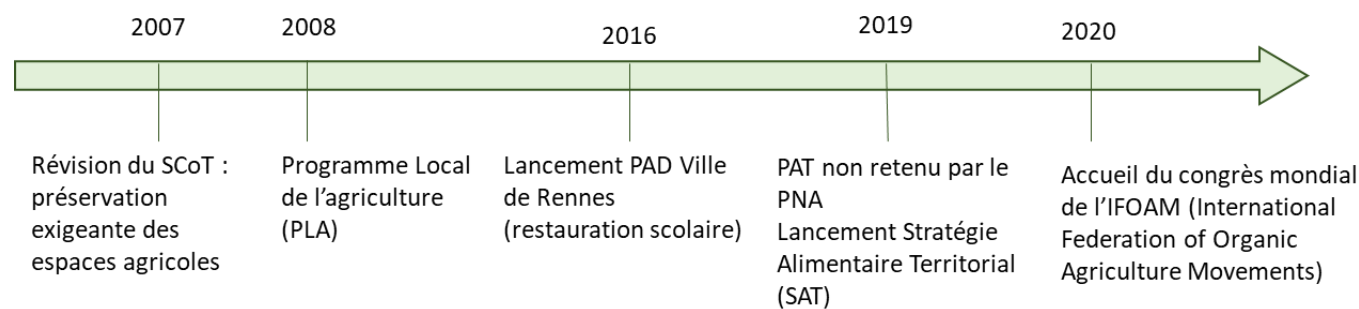 2007
2008
2016
2019
2020
Révision du SCoT :
préservation
exigeante des
espaces agricoles
Programme Local
de l'agriculture
(PLA)
Lancement PAD Ville
de Rennes
(restauration scolaire)
PAT non retenu par le
PNA
Lancement Stratégie
Alimentaire Territorial
(SAT)
Accueil du congrès mondial
de l'IFOAM (International
Federation of Organic
Agriculture Movements)